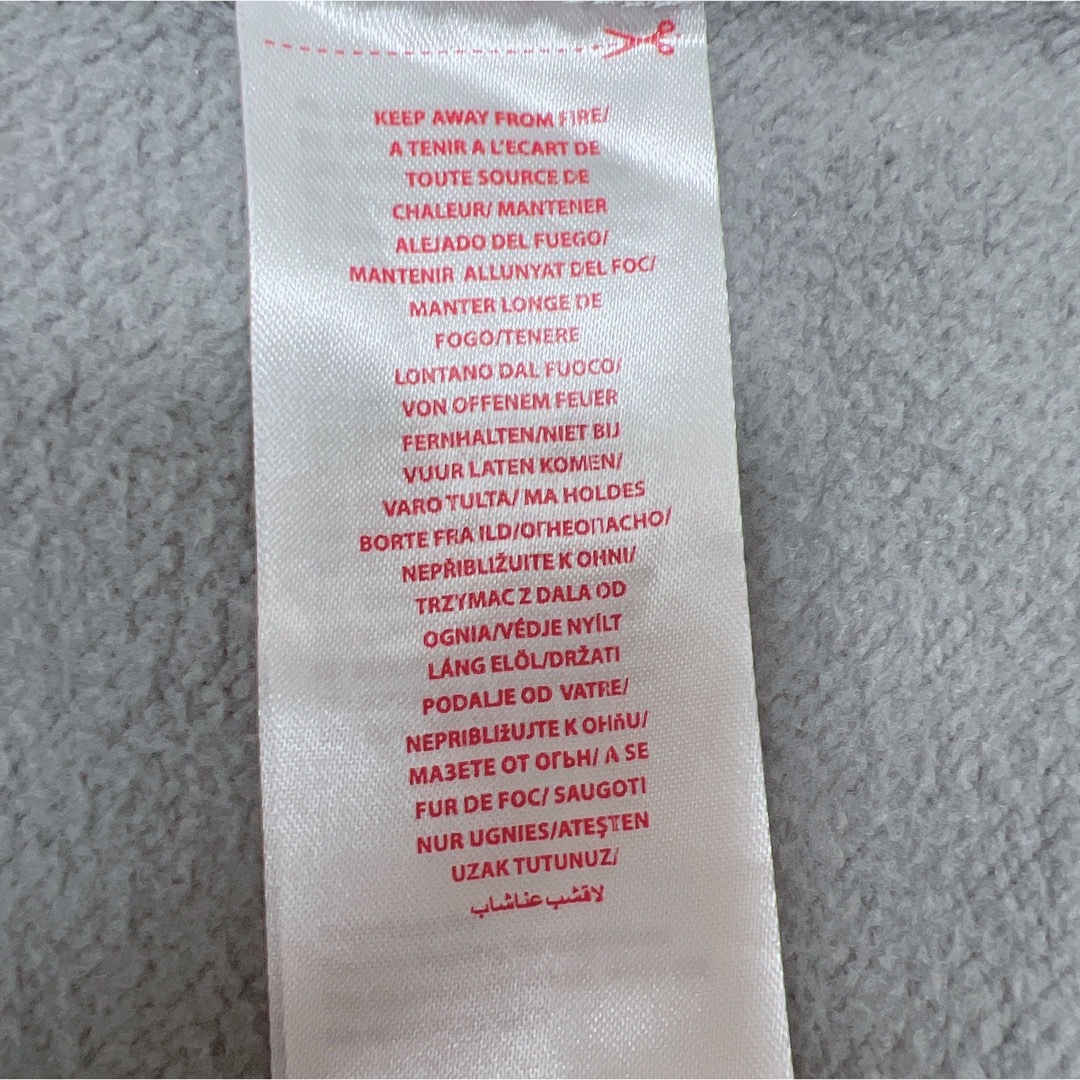 KEEP AWAY FROM FIRE/
A TENIR A L'ECART DE
TOUTE SOURCE DE
CHALEUR/ MANTENER
ALEJADO DEL FUEGO/
MANTENIR ALLUNYAT DEL FOC/
MANTER LONGE DE
FOGO/TENERE
LONTANO DAL FUOCO/
VON OFFENEM FEUER
FERNHALTEN/NIET BIJ
VUUR LATEN KOMEN/
VARO TULTA/ MA HOLDES
BORTE FRA ILD/ОГНЕОПАСНО/
NEPŘIBLIŽUITE K OHNI/
TRZYMAC Z DALA OD
OGNIA/VÉDJE NYÍLT
LÁNG ELÖL/DRŽATI
PODALJE OD VATRE/
NEPRIBLIŽUJTE K OHňU/
МАЗЕТЕ ОТ ОГЬН/ A SE
FUR DE FOC/ SAUGOTI
NUR UGNIES/ATEŞTEN
UZAK TUTUNUZ/
لاقشب عناشاب